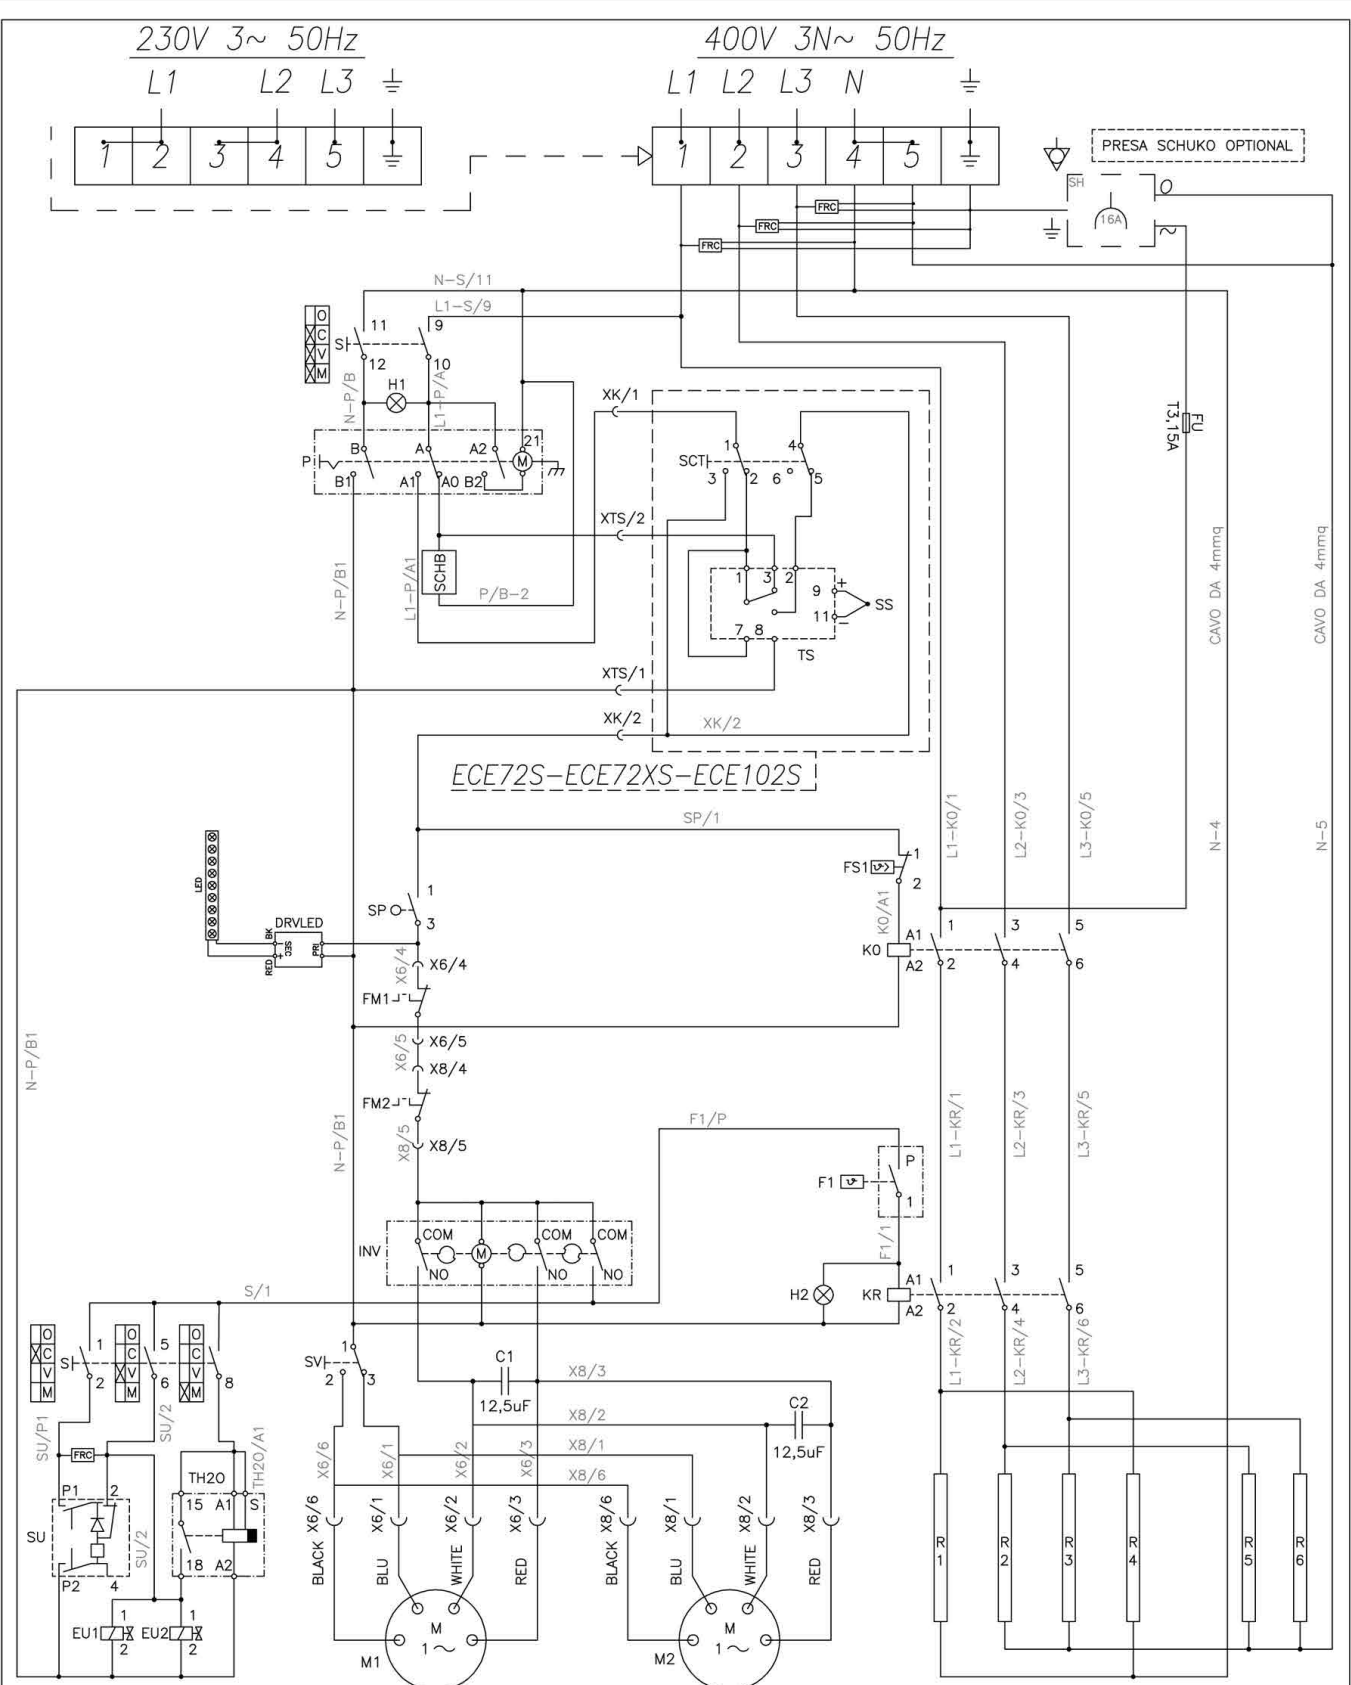 230V 3~ 50Hz
400V 3N~ 50Hz
L1 L2 L3
L1 L2 L3 N
1 2 3 4 5
1 2 3 4 5
PRESA SCHUKO OPTIONAL
SH
O
16A
~
FRC
FRC
FRC
N-S/11
L1-S/9
O
C
V
M
S
11
9
12
10
H1
N-P/B
L1-P/A
XK/1
FU
T3,15A
P
B
A
A2
21
M
B1
A1
A0
B2
SCT
1
4
3
2
6
5
XTS/2
SCHB
N-P/B1
L1-P/A1
P/B-2
1 3 2
9
+
11
-
SS
7 8
TS
CAVO DA 4mmq
CAVO DA 4mmq
XTS/1
XK/2
XK/2
ECE72S-ECE72XS-ECE102S
SP/1
L1-K0/1
L2-K0/3
L3-K0/5
N-4
N-5
LED
FS1
1
2
K0/A1
SP
1
3
DRVLED
BK
RED
SEC
- +
PRI
K0
A1
A2
1
3
5
2
4
6
X6/4
X6/4
FM1
X6/5
X6/5
X8/4
FM2
X8/5
X8/5
N-P/B1
N-P/B1
L1-KR/1
L2-KR/3
L3-KR/5
F1/P
F1
P
1
F1/1
INV
COM
COM
COM
M
NO
NO
NO
S/1
H2
KR
A1
A2
1
3
5
2
4
6
L1-KR/2
L2-KR/4
L3-KR/6
O
C
V
M
S
1
2
O
C
V
M
5
6
O
C
V
M
8
SV
1
2
3
C1
12,5uF
X8/3
C2
12,5uF
X8/2
X8/1
X8/6
SU/P1
SU/2
TH20/A1
FRC
X6/6
X6/1
X6/2
X6/3
P1
2
SU
P2
4
SU/2
TH20
15 A1 S
18 A2
BLACK X6/6
BLU X6/1
WHITE X6/2
RED X6/3
BLACK X8/6
BLU X8/1
WHITE X8/2
RED X8/3
R1
R2
R3
R4
R5
R6
EU1
1
2
EU2
1
2
M
1~
M1
M
1~
M2